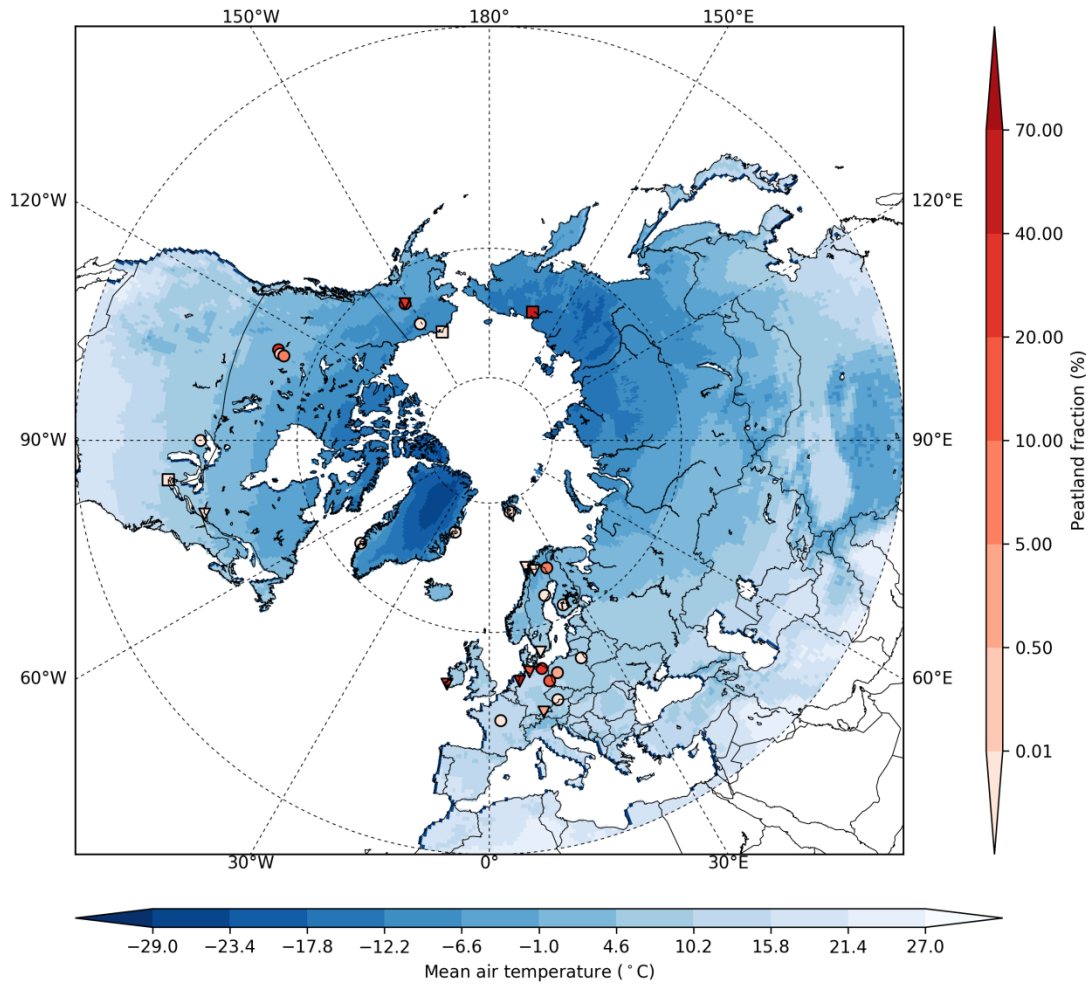 150°W 180° 150°E
120°W 120°E
90°W 90°E
60°W 60°E
30°W 0° 30°E
70.00
40.00
20.00
10.00
5.00
0.50
0.01
Peatland fraction (%)
−29.0 −23.4 −17.8 −12.2 −6.6 −1.0 4.6 10.2 15.8 21.4 27.0
Mean air temperature (°C)